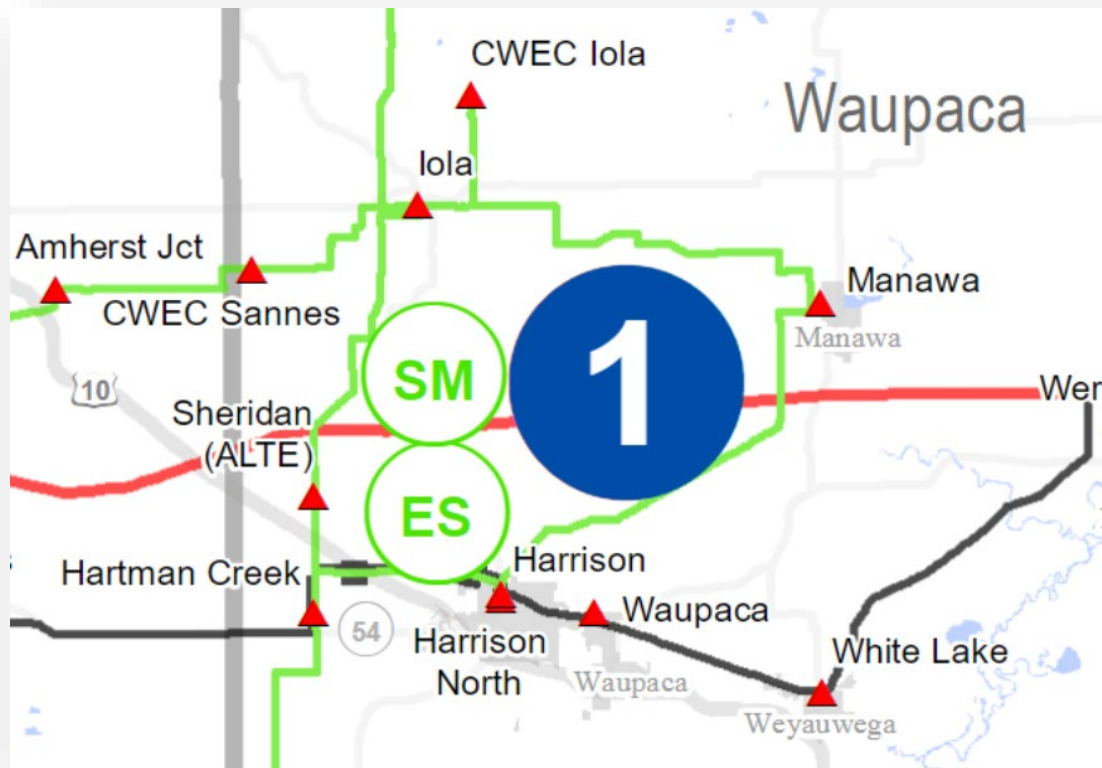 CWEC Iola
Waupaca
Iola
Amherst Jct
CWEC Sannes
Manawa
Manawa
SM
1
10
Sheridan
(ALTE)
Wer
ES
Hartman Creek
Harrison
54
Harrison
North
Waupaca
Waupaca
White Lake
Weyauwega